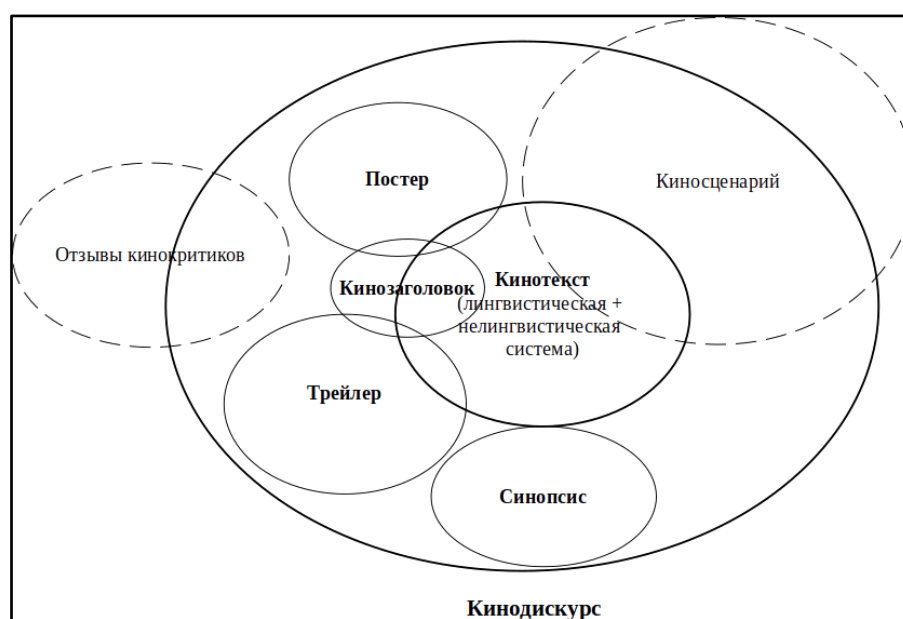 Постер
Киносценарий
Отзывы кинокритиков
Кинозаголовок
Кинотекст
(лингвистическая +
нелингвистическая
система)
Трейлер
Синопсис
Кинодискурс